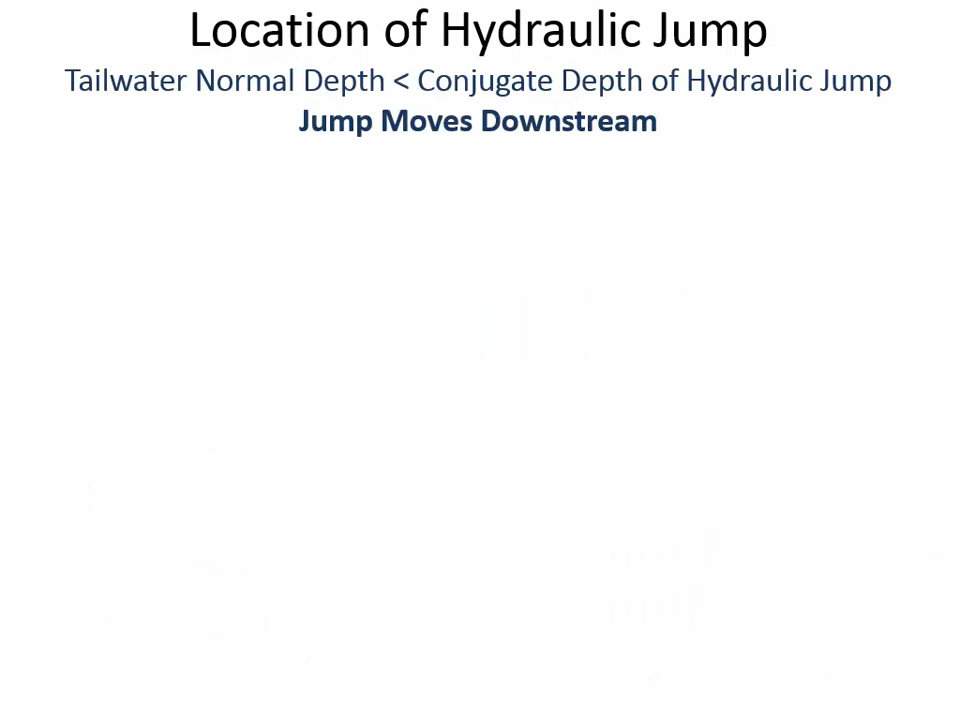 Location of Hydraulic Jump
Tailwater Normal Depth < Conjugate Depth of Hydraulic Jump
Jump Moves Downstream